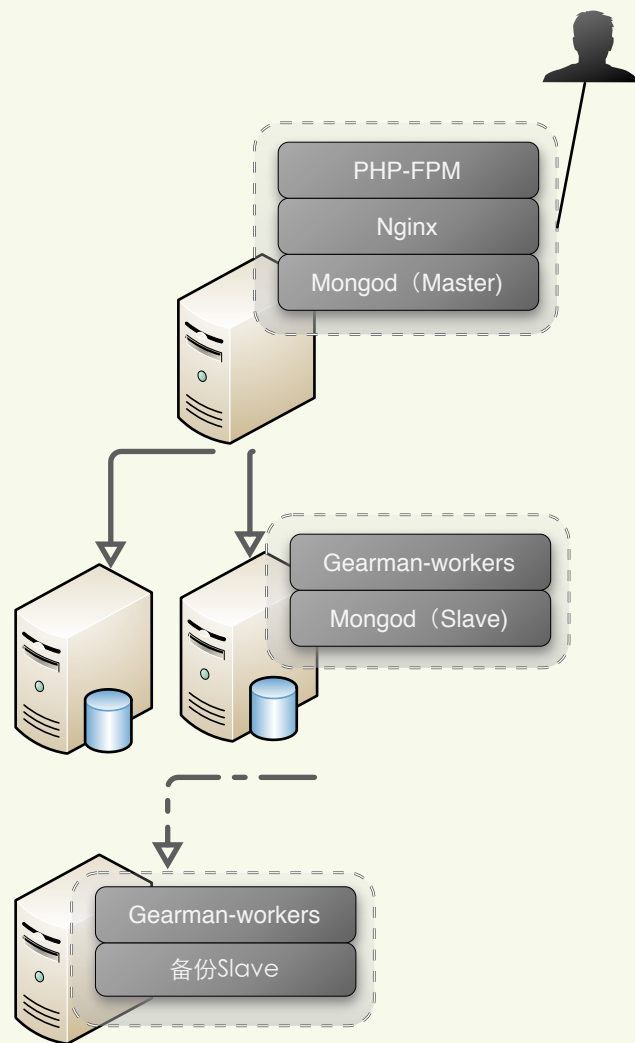 PHP-FPM
Nginx
Mongod（Master)
Gearman-workers
Mongod（Slave)
Gearman-workers
备份Slave